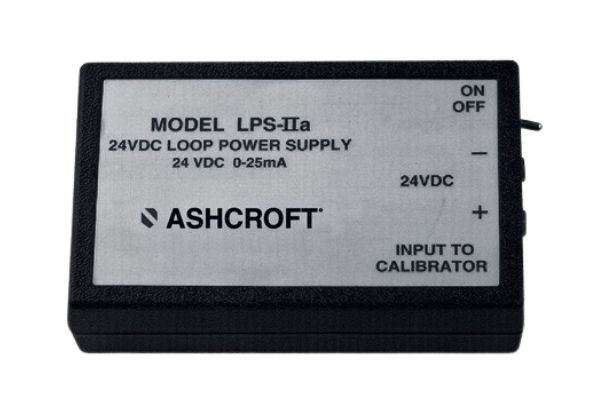 MODEL LPS-IIa
24VDC LOOP POWER SUPPLY
24 VDC 0-25mA
ASHCROFT®
ON
OFF
−
24VDC
+
INPUT TO
CALIBRATOR